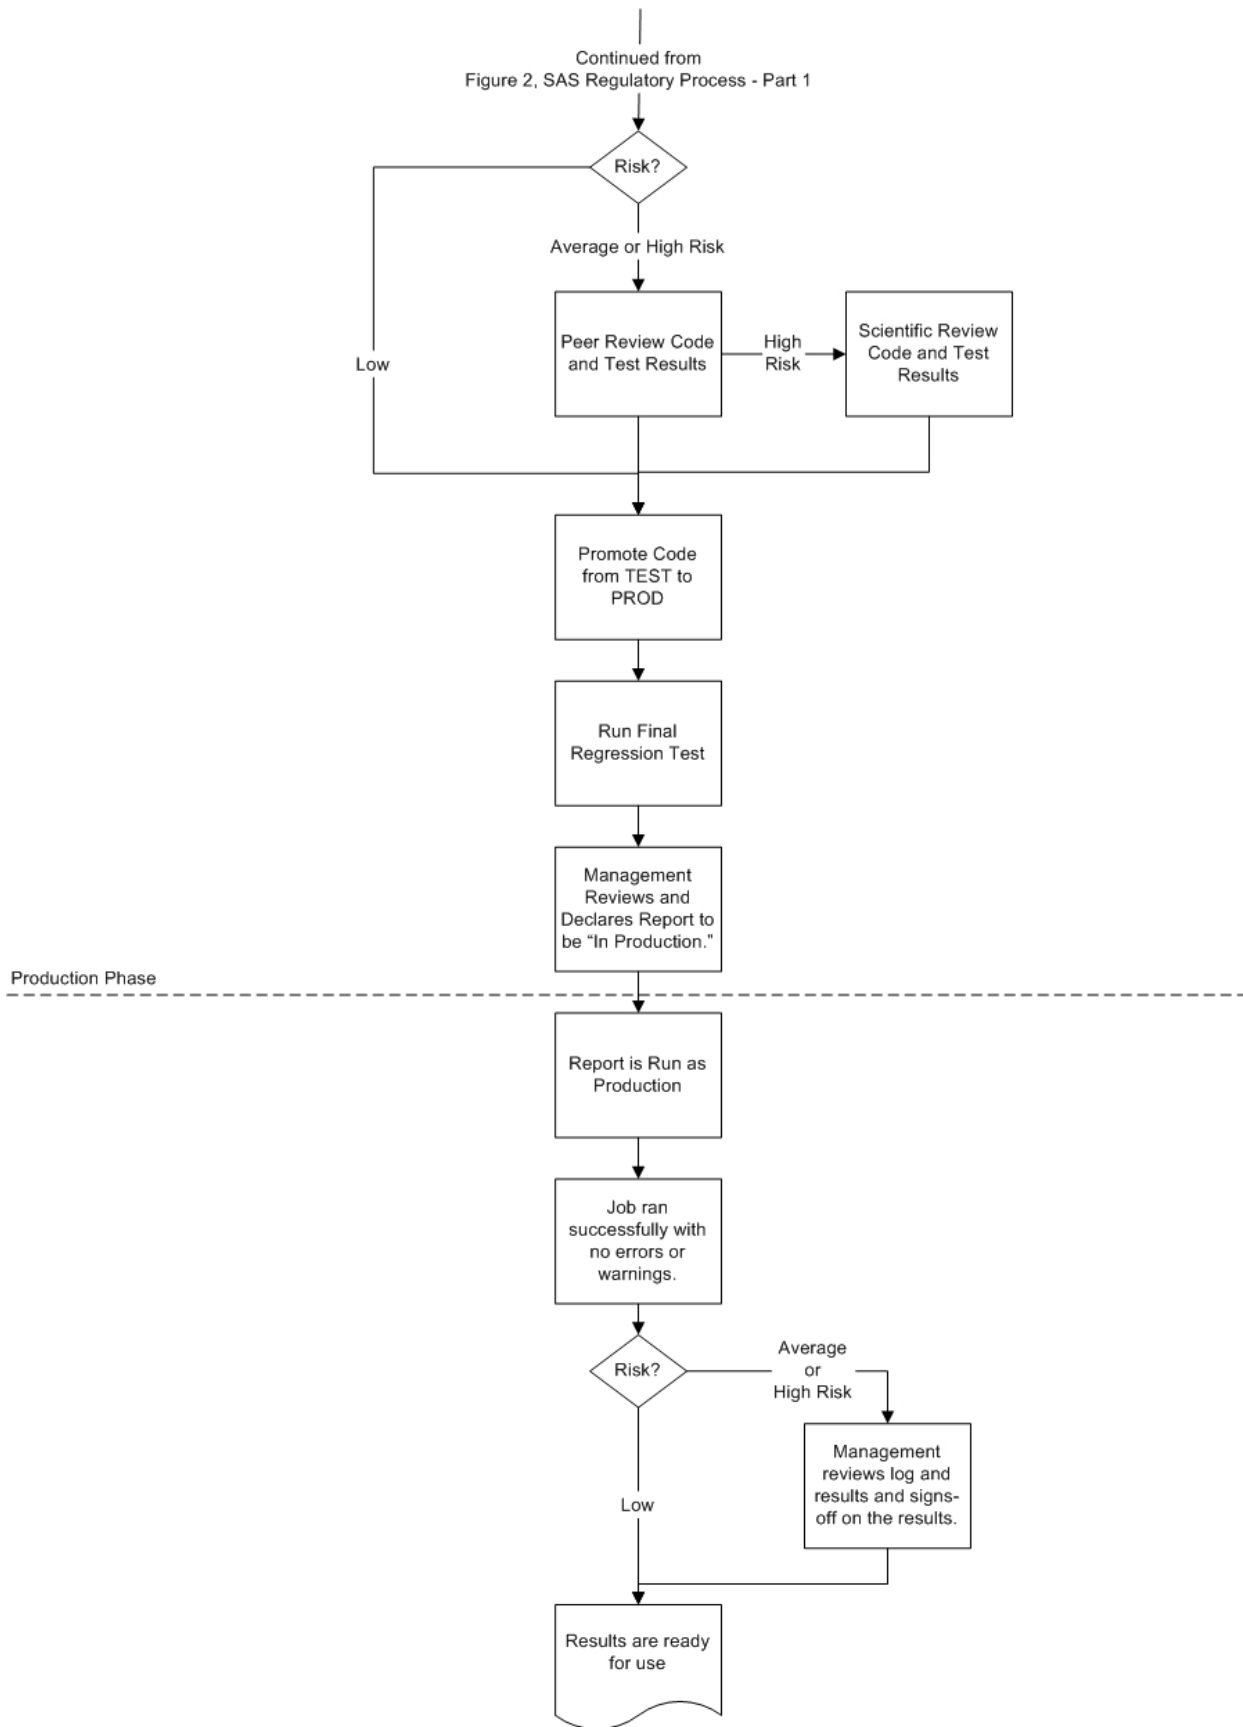 Continued from
Figure 2, SAS Regulatory Process - Part 1
Risk?
Average or High Risk
Low
Peer Review Code
and Test Results
High
Risk
Scientific Review
Code and Test
Results
Promote Code
from TEST to
PROD
Run Final
Regression Test
Management
Reviews and
Declares Report to
be “In Production.”
Production Phase
Report is Run as
Production
Job ran
successfully with
no errors or
warnings.
Risk?
Average
or
High Risk
Management
reviews log and
results and signs-
off on the results.
Low
Results are ready
for use